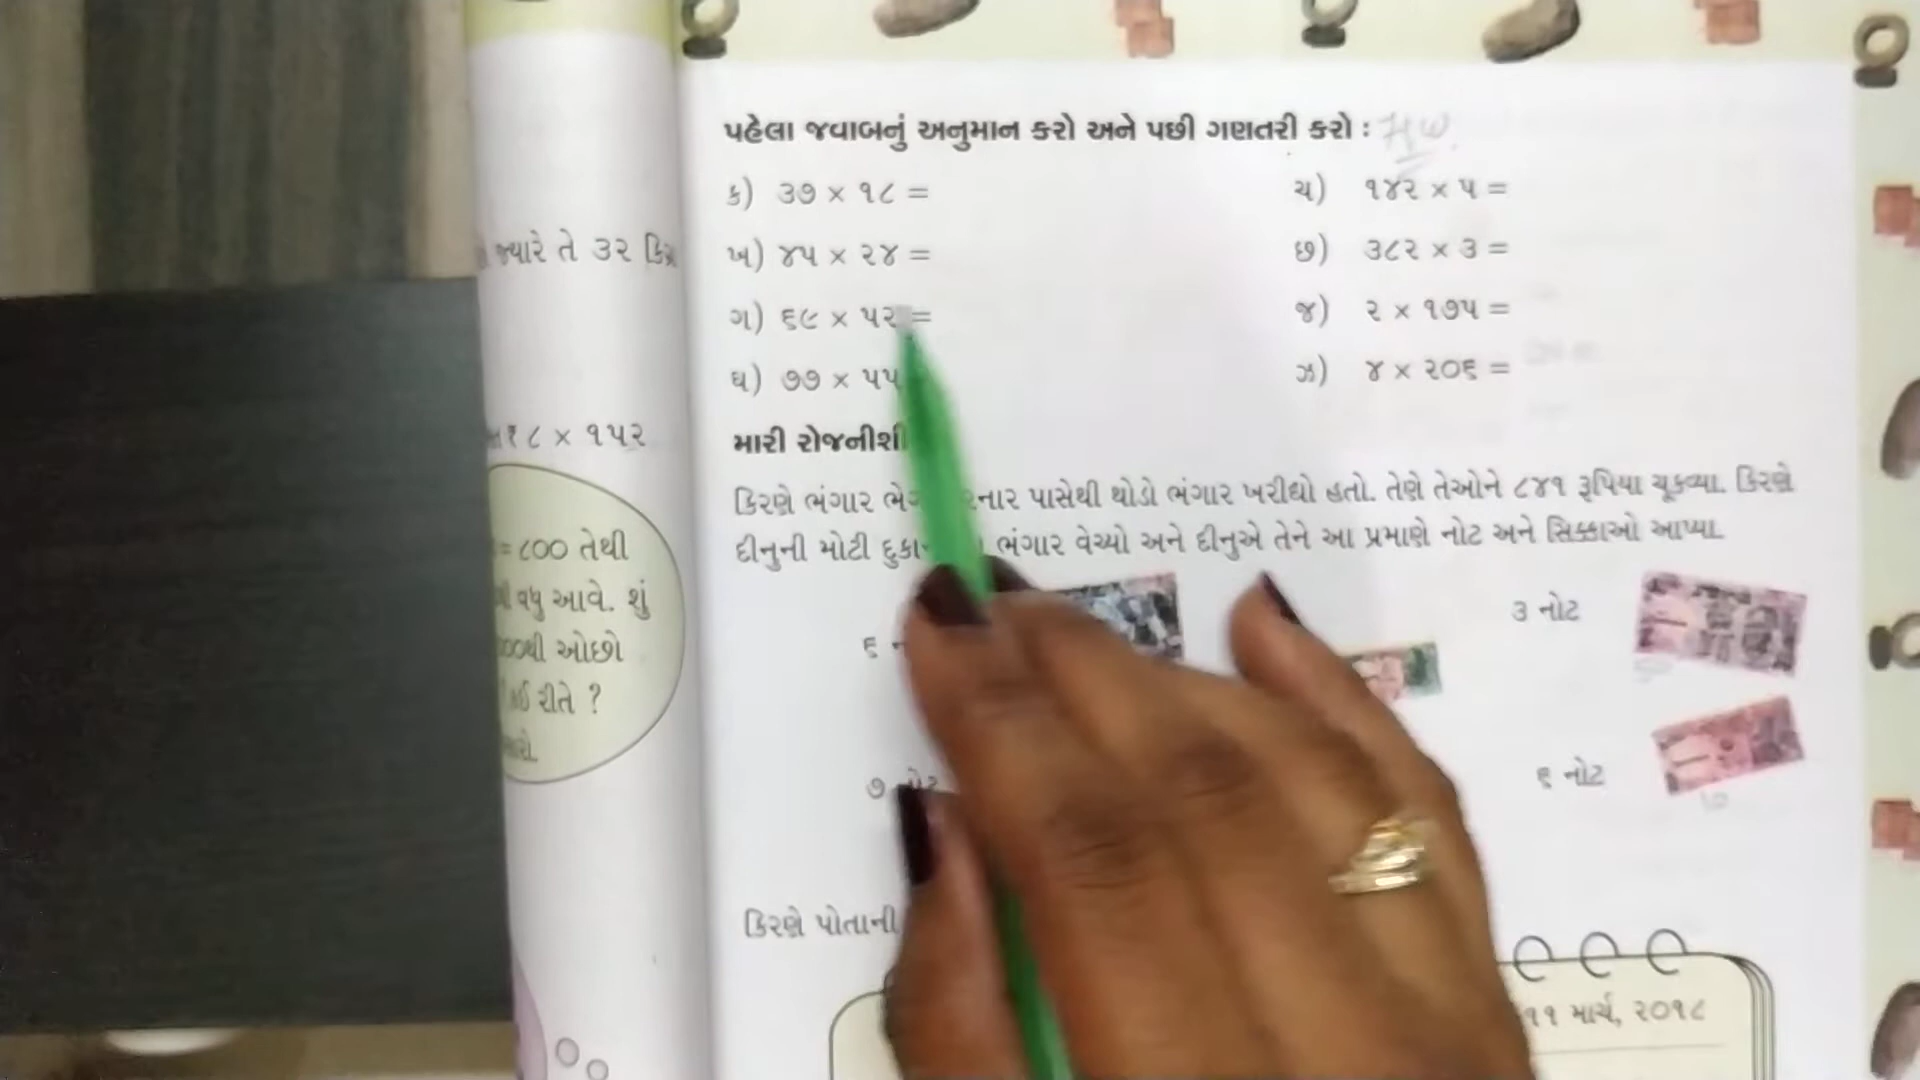 પહેલા જવાબનું અનુમાન કરો અને પછી ગણતરી કરો :
ક) ૩૭ × ૧૮ =
ખ) ૪૫ × ૨૪ =
ગ) ૬૯ × ૫૨ =
ઘ) ૭૭ × ૫૫
ચ) ૧૪૨ × ૫ =
છ) ૩૮૨ × ૩ =
જ) ૨ × ૧૭૫ =
ઝ) ૪ × ૨૦૬ =
મારી રોજનીશી
કિરણે ભંગાર પાસેથી થોડો ભંગાર ખરીદ્યો હતો. તેણે તેઓને ૮૪૧ રૂપિયા ચૂકવ્યા. કિરણે
દીનુની મોટી ભંગાર વેચ્યો અને દીનુએ તેને આ પ્રમાણે નોટ અને સિક્કાઓ આપ્યા.
૬
૩ નોટ
૭ નોટ
૬ નોટ
કિરણે પોતાની
૧૧ માર્ચ, ૨૦૧૮
જ્યારે તે ૩૨
૧૮ × ૧૫૨
= ૮૦૦ તેથી
વધુ આવે. શું
ઓછો
રીતે ?